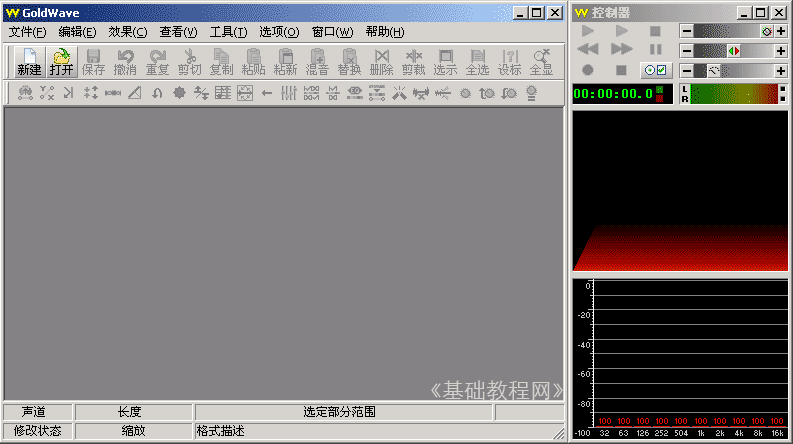 GoldWave
文件(F) 编辑(E) 效果(C) 查看(V) 工具(T) 选项(O) 窗口(W) 帮助(H)
新建 打开 保存 撤消 重复 剪切 复制 粘贴 粘新 混音 替换 删除 剪裁 选示 全选 设标 全显
《基础教程网》
声道 长度 选定部分范围
修改状态 缩放 格式描述
控制器
00:00:00.0
L
R
0
-20
-40
-60
-80
100 100 100 100 100 100 100 100 100 100
-100 32 63 126 252 504 1k 2k 4k 8k 16k